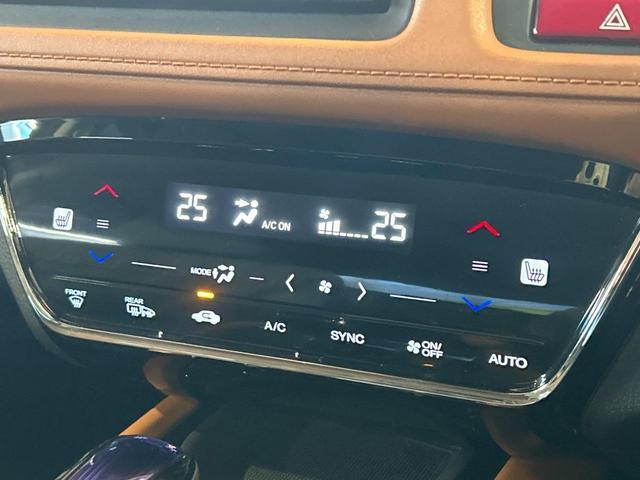 25 A/C ON 25
MODE
FRONT
REAR
A/C
SYNC
ON/
OFF
AUTO